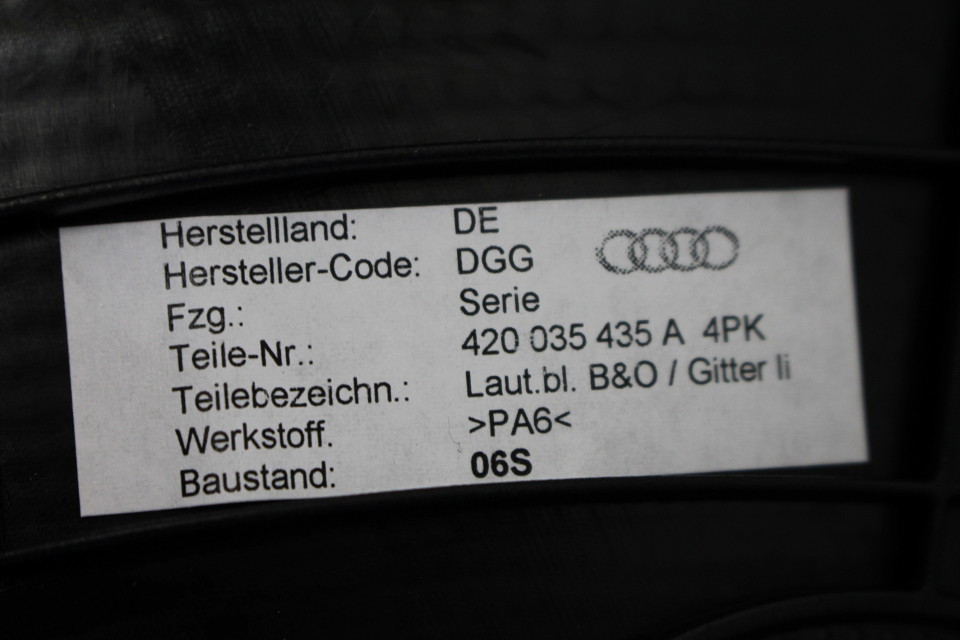 Herstellland: DE
Hersteller-Code: DGG
Fzg.: Serie
Teile-Nr.: 420 035 435 A 4PK
Teilebezeichn.: Laut.bl. B&O / Gitter li
Werkstoff. >PA6<
Baustand: 06S